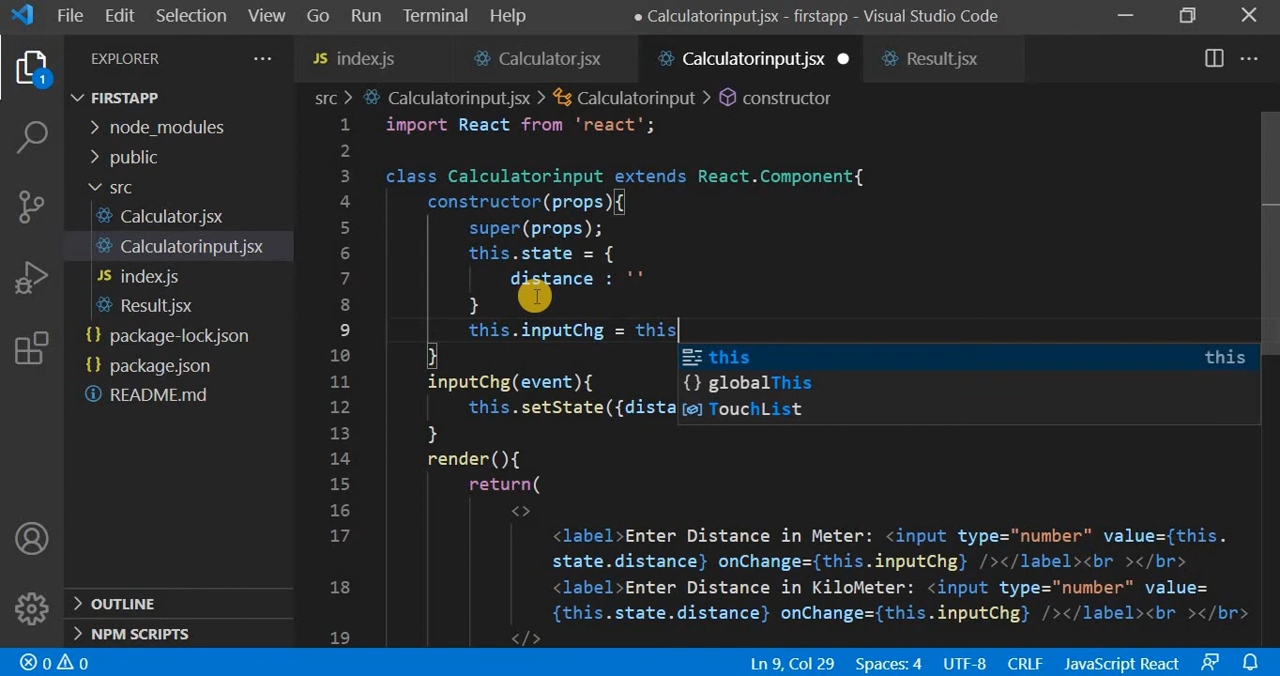 File Edit Selection View Go Run Terminal Help ● Calculatorinput.jsx - firstapp - Visual Studio Code
EXPLORER ···
JS index.js Calculator.jsx Calculatorinput.jsx ● Result.jsx ···
1
FIRSTAPP
node_modules
public
src
Calculator.jsx
Calculatorinput.jsx
JS index.js
Result.jsx
{} package-lock.json
{} package.json
README.md
OUTLINE
NPM SCRIPTS
src > Calculatorinput.jsx > Calculatorinput > constructor
1 import React from 'react';
2
3 class Calculatorinput extends React.Component{
4 constructor(props){
5 super(props);
6 this.state = {
7 distance : ''
8 }
9 this.inputChg = this
this this
{} globalThis
TouchList
10 }
11 inputChg(event){
12 this.setState({dista
13 }
14 render(){
15 return(
16 <>
17 <label>Enter Distance in Meter: <input type="number" value={this.
state.distance} onChange={this.inputChg} /></label><br ></br>
18 <label>Enter Distance in KiloMeter: <input type="number" value=
{this.state.distance} onChange={this.inputChg} /></label><br ></br>
19 </>
0 0 Ln 9, Col 29 Spaces: 4 UTF-8 CRLF JavaScript React